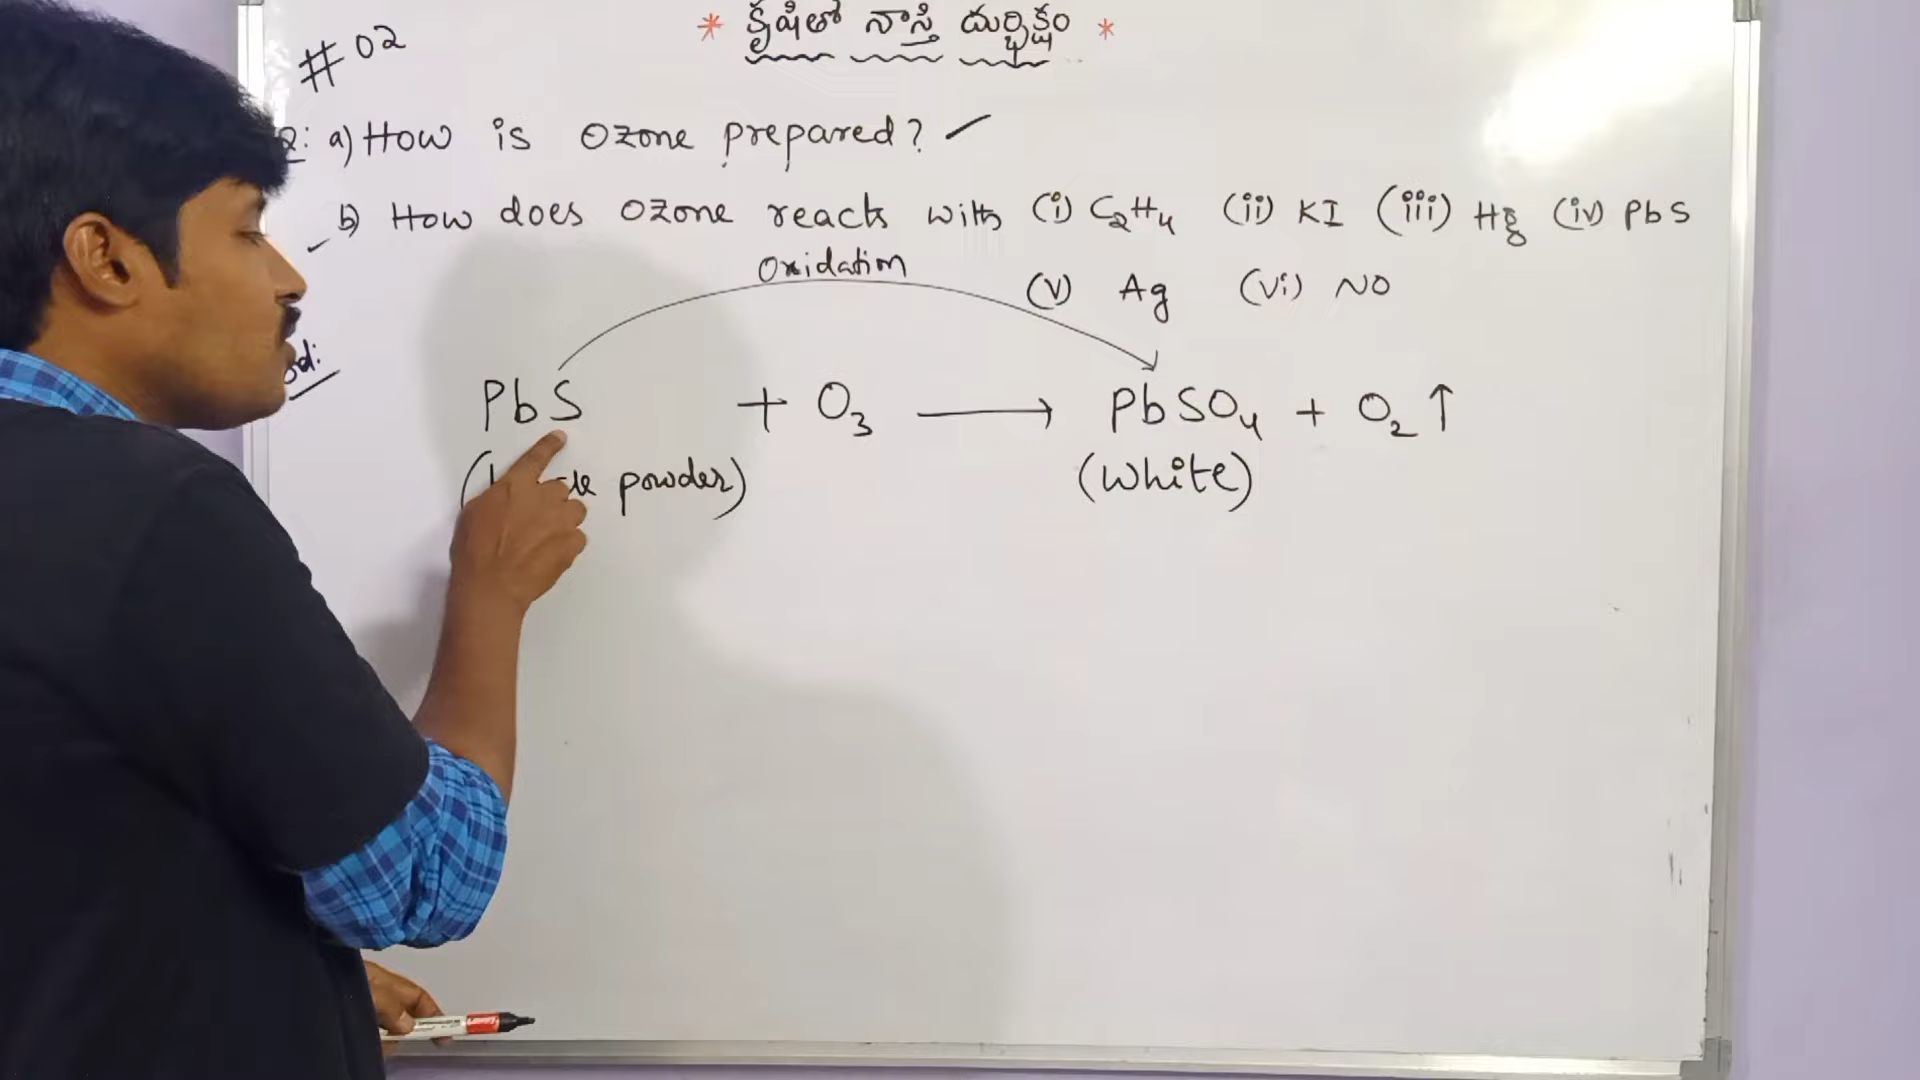 #02
* కృషితో నాస్తి దుర్భిక్షం *
2: a) How is Ozone prepared? ✓
b) How does ozone reacts with (i) C₂H₄ (ii) KI (iii) Hg (iv) PbS
(v) Ag (vi) NO
Oxidation
PbS + O₃ ⟶ PbSO₄ + O₂ ↑
powder) (White)